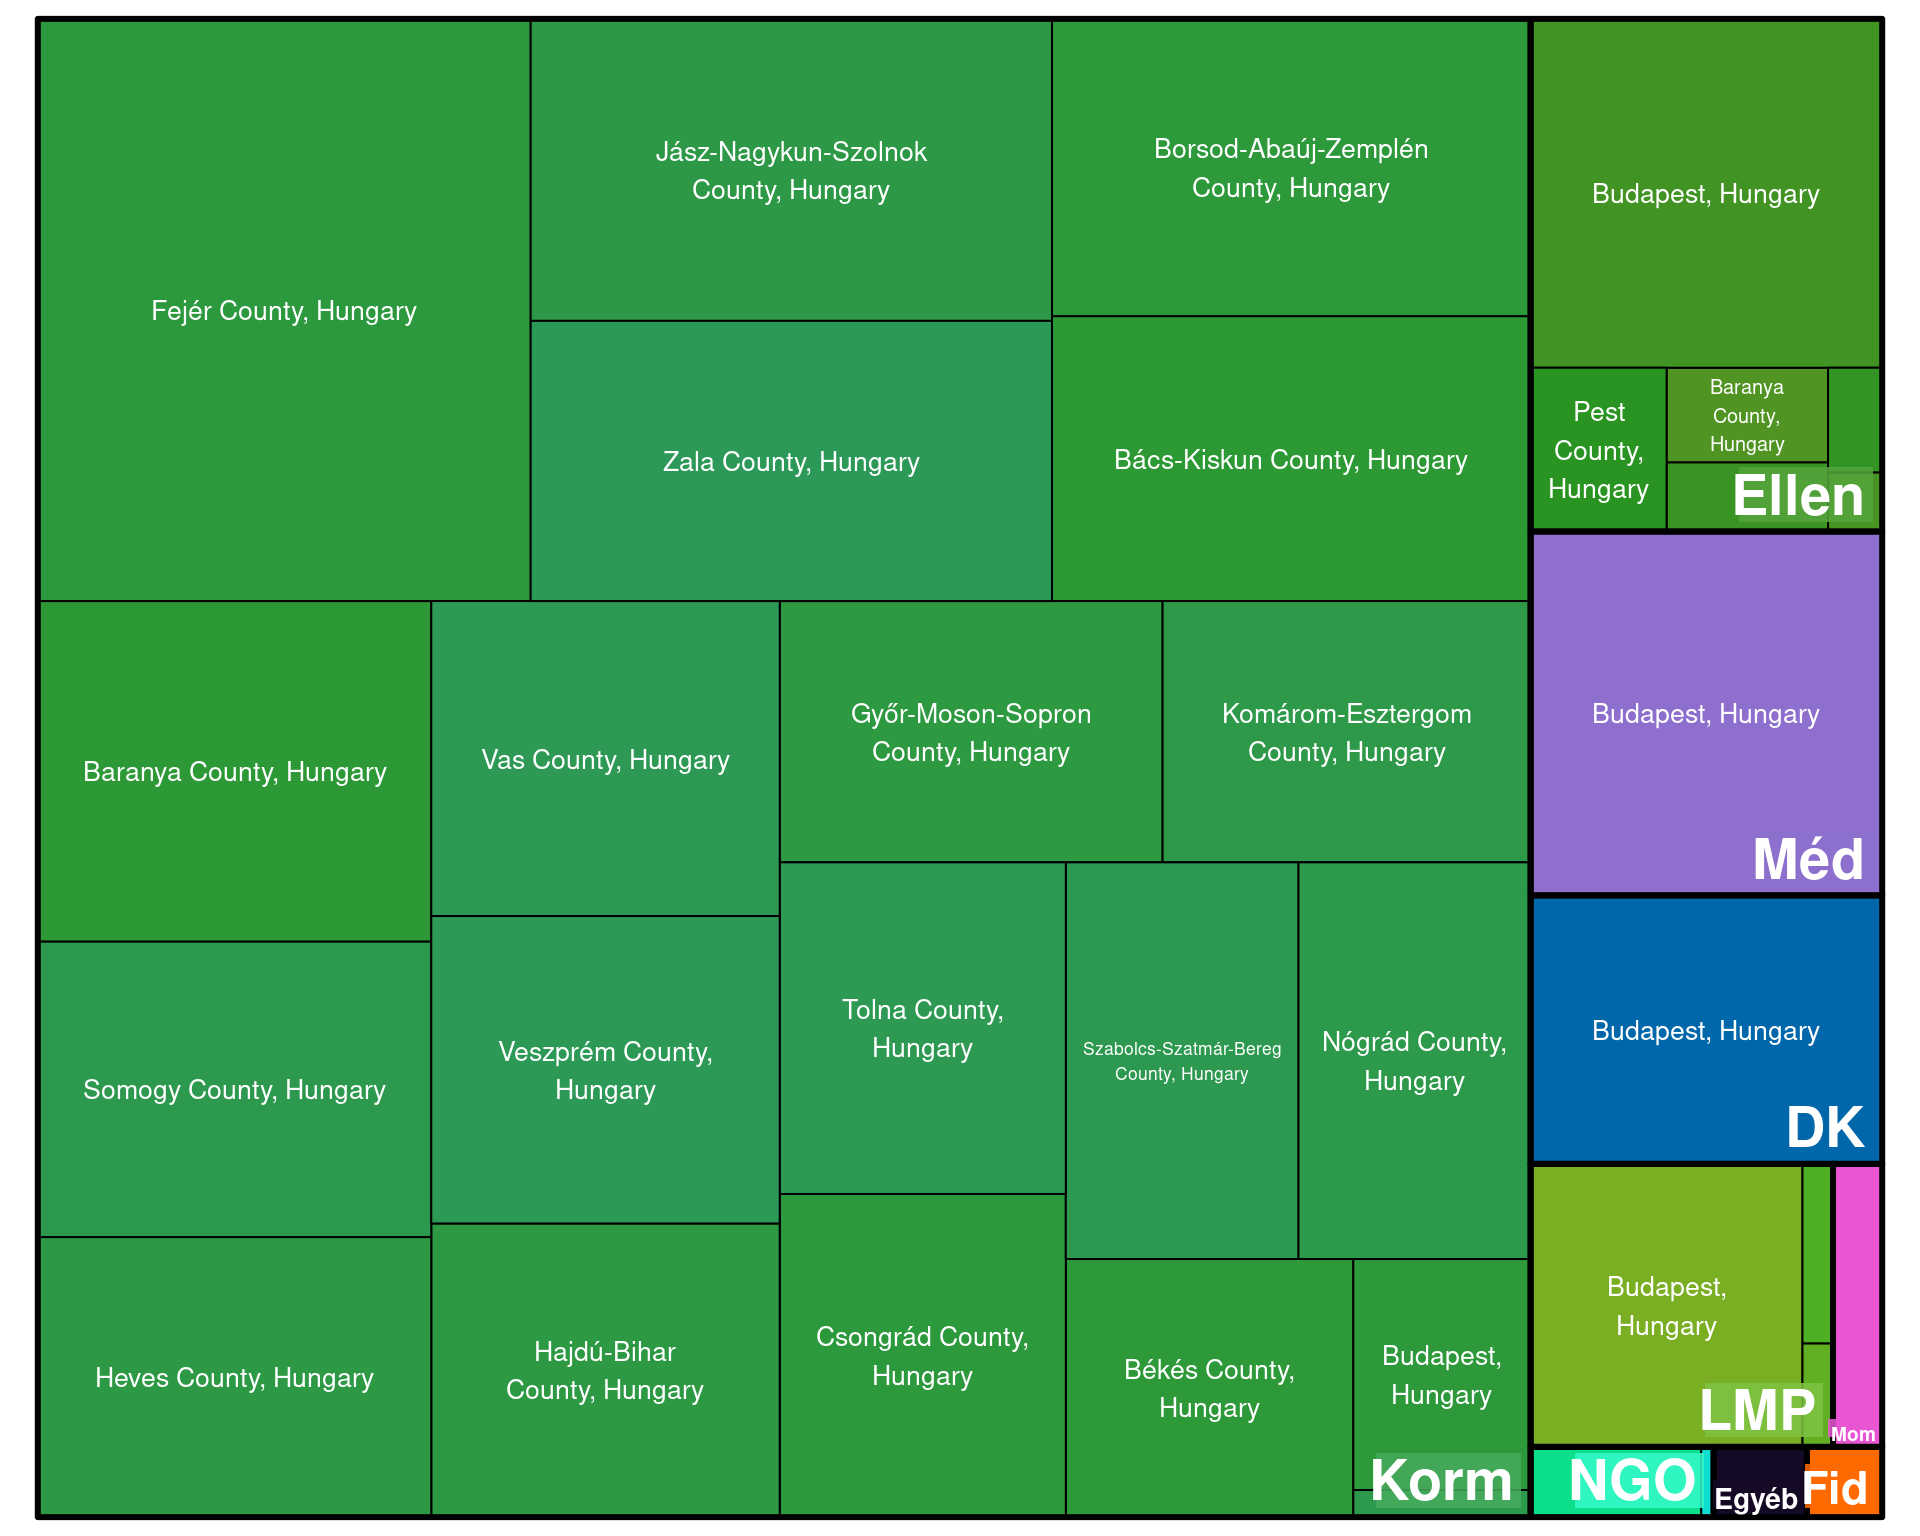 Fejér County, Hungary
Jász-Nagykun-Szolnok
County, Hungary
Zala County, Hungary
Borsod-Abaúj-Zemplén
County, Hungary
Bács-Kiskun County, Hungary
Baranya County, Hungary
Somogy County, Hungary
Heves County, Hungary
Vas County, Hungary
Veszprém County,
Hungary
Hajdú-Bihar
County, Hungary
Győr-Moson-Sopron
County, Hungary
Komárom-Esztergom
County, Hungary
Tolna County,
Hungary
Csongrád County,
Hungary
Szabolcs-Szatmár-Bereg
County, Hungary
Nógrád County,
Hungary
Békés County,
Hungary
Budapest,
Hungary
Korm
Budapest, Hungary
Pest
County,
Hungary
Baranya
County,
Hungary
Ellen
Budapest, Hungary
Méd
Budapest, Hungary
DK
Budapest,
Hungary
LMP
Mom
NGO
Egyéb
Fid